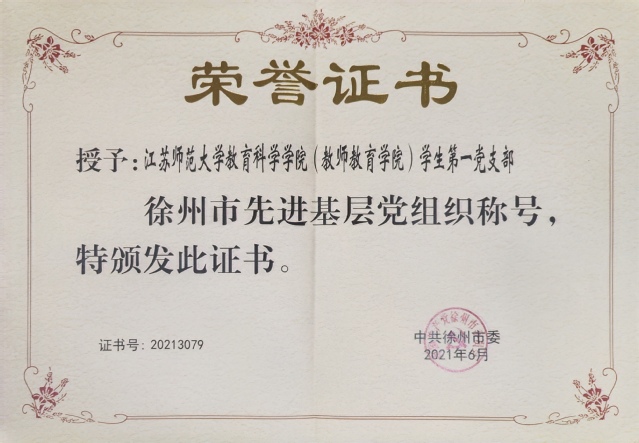 荣誉证书
授予：江苏师范大学教育科学学院（教师教育学院）学生第一党支部
徐州市先进基层党组织称号，
特颁发此证书。
证书号：20213079
中共徐州市委
2021年6月